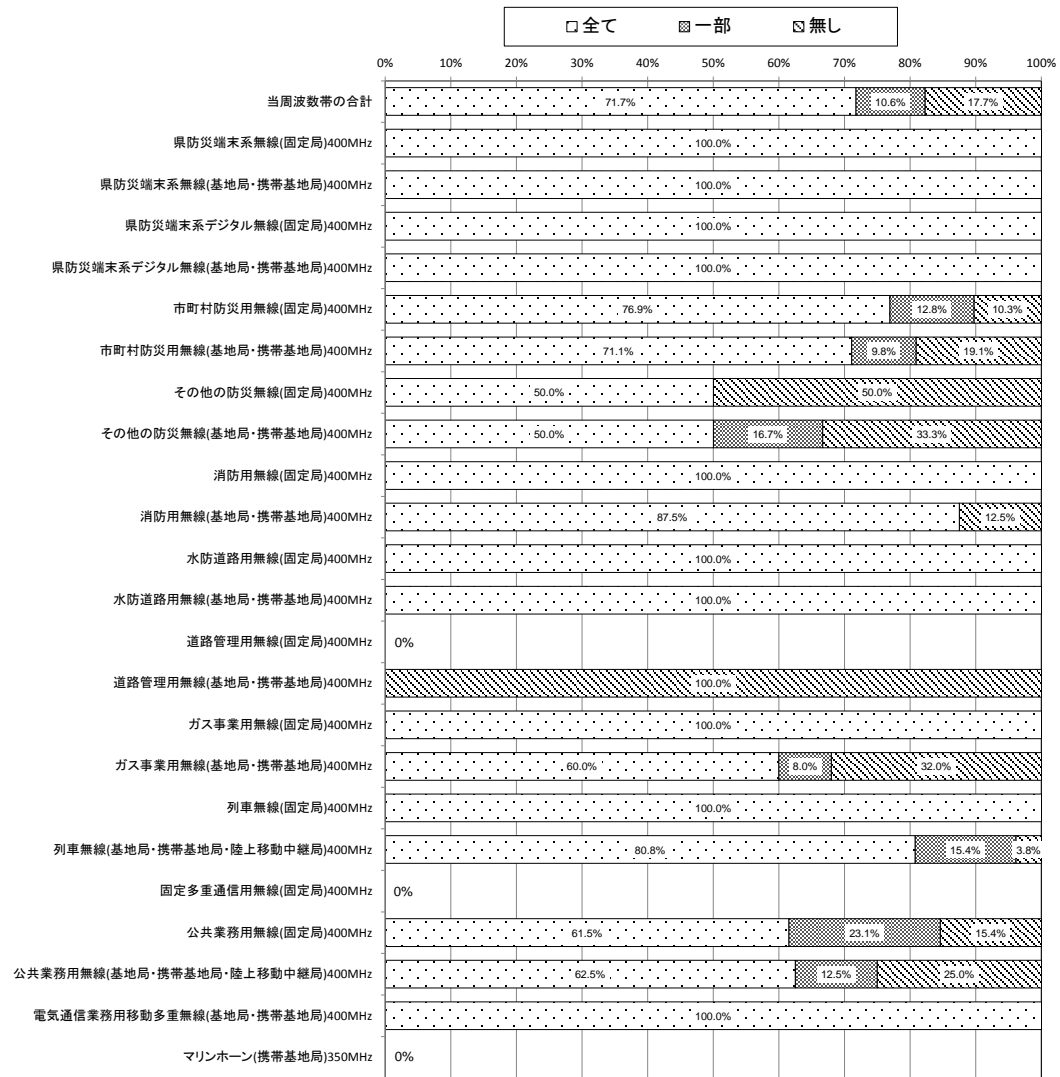 全て 一部 無し
0% 10% 20% 30% 40% 50% 60% 70% 80% 90% 100%
当周波数帯の合計 71.7% 10.6% 17.7%
県防災端末系無線(固定局)400MHz 100.0%
県防災端末系無線(基地局・携帯基地局)400MHz 100.0%
県防災端末系デジタル無線(固定局)400MHz 100.0%
県防災端末系デジタル無線(基地局・携帯基地局)400MHz 100.0%
市町村防災用無線(固定局)400MHz 76.9% 12.8% 10.3%
市町村防災用無線(基地局・携帯基地局)400MHz 71.1% 9.8% 19.1%
その他の防災無線(固定局)400MHz 50.0% 50.0%
その他の防災無線(基地局・携帯基地局)400MHz 50.0% 16.7% 33.3%
消防用無線(固定局)400MHz 100.0%
消防用無線(基地局・携帯基地局)400MHz 87.5% 12.5%
水防道路用無線(固定局)400MHz 100.0%
水防道路用無線(基地局・携帯基地局)400MHz 100.0%
道路管理用無線(固定局)400MHz 0%
道路管理用無線(基地局・携帯基地局)400MHz 100.0%
ガス事業用無線(固定局)400MHz 100.0%
ガス事業用無線(基地局・携帯基地局)400MHz 60.0% 8.0% 32.0%
列車無線(固定局)400MHz 100.0%
列車無線(基地局・携帯基地局・陸上移動中継局)400MHz 80.8% 15.4% 3.8%
固定多重通信用無線(固定局)400MHz 0%
公共業務用無線(固定局)400MHz 61.5% 23.1% 15.4%
公共業務用無線(基地局・携帯基地局・陸上移動中継局)400MHz 62.5% 12.5% 25.0%
電気通信業務用移動多重無線(基地局・携帯基地局)400MHz 100.0%
マリンホーン(携帯基地局)350MHz 0%